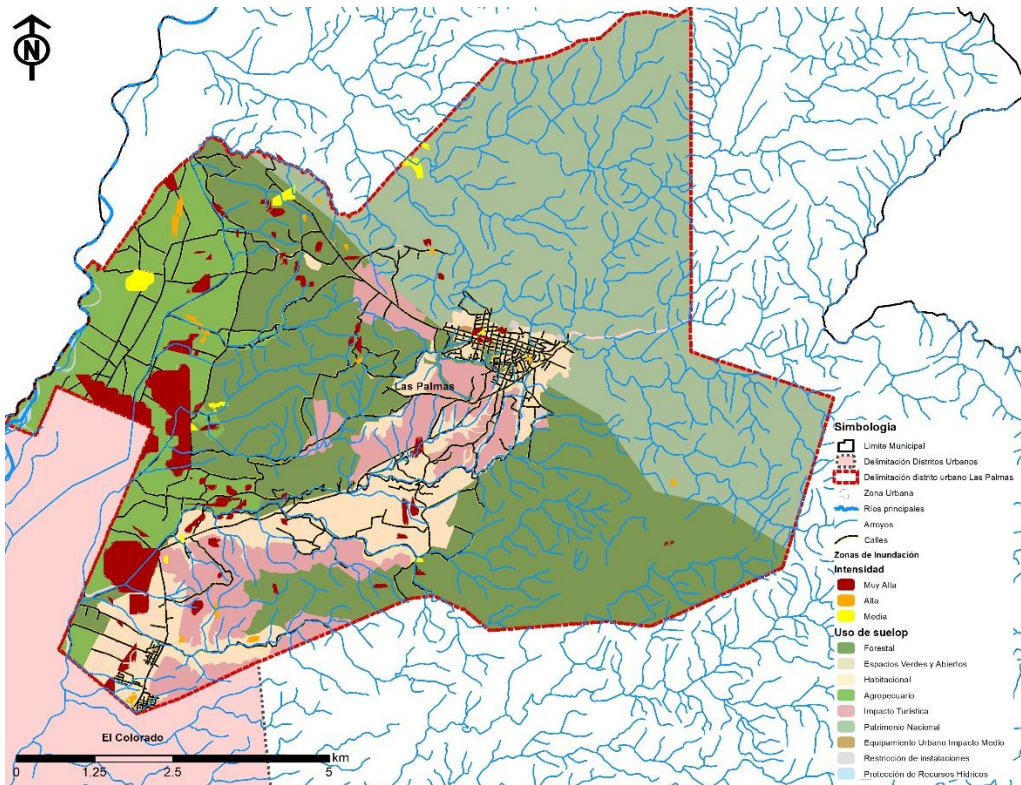 N
Las Palmas
El Colorado
km
0 1.25 2.5 5
Simbologia
Limite Municipal
Delimitación Distritos Urbanos
Delimitación distrito urbano Las Palmas
Zona Urbana
Ríos principales
Arroyos
Calles
Zonas de Inundación
Intensidad
Muy Alta
Alta
Media
Uso de suelop
Forestal
Espacios Verdes y Abiertos
Habitacional
Agropecuario
Impacto Turística
Patrimonio Nacional
Equipamiento Urbano Impacto Medio
Restricción de instalaciones
Protección de Recursos Hídricos